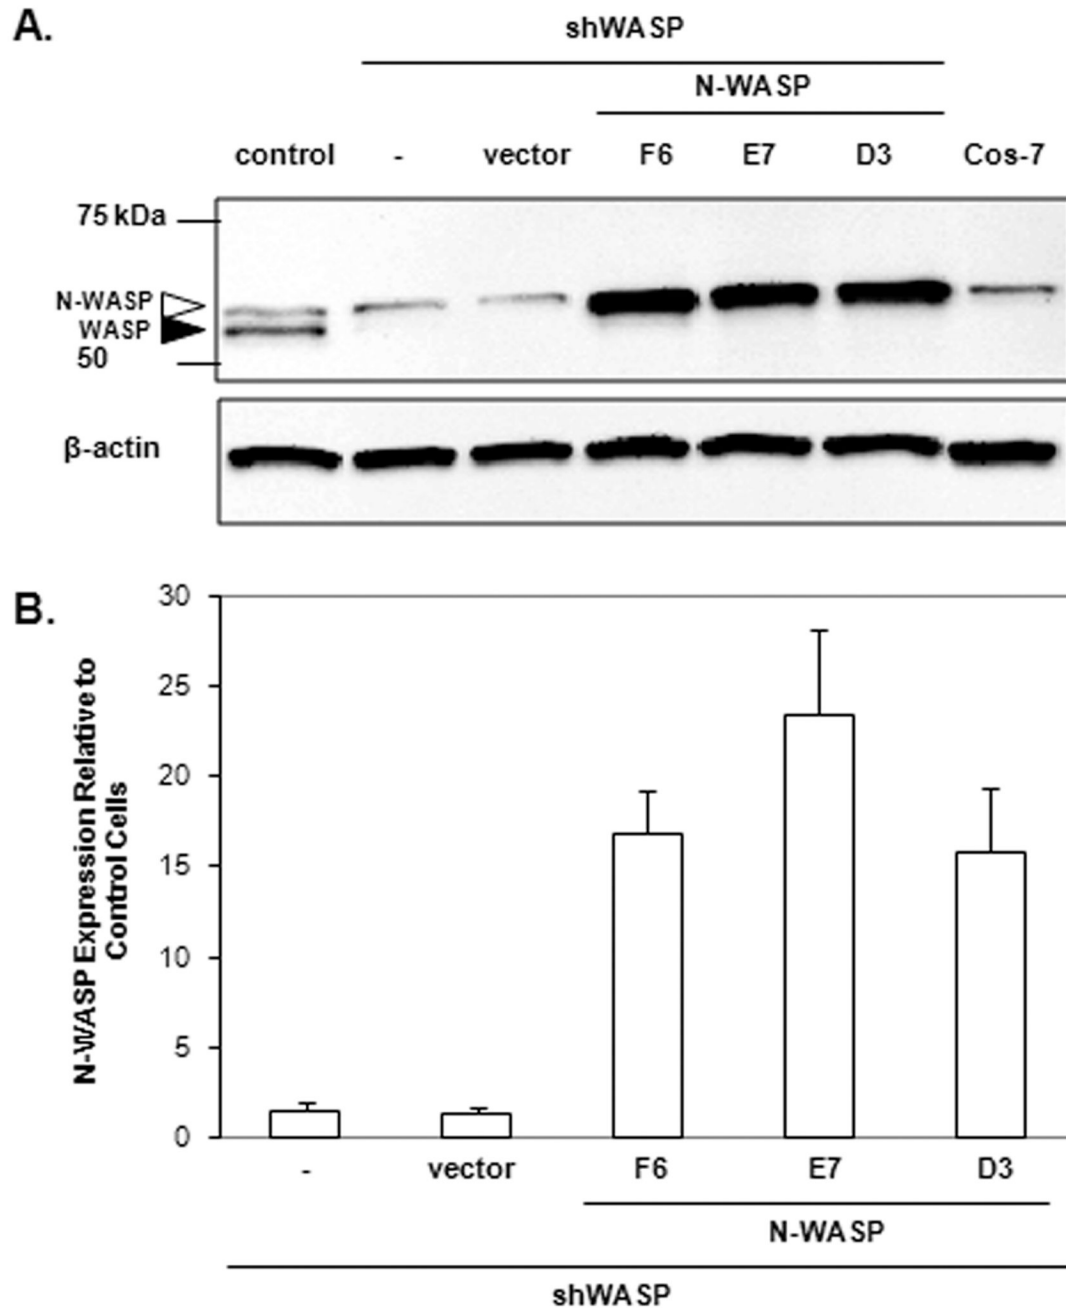 A.
shWASP
N-WASP
control - vector F6 E7 D3 Cos-7
75 kDa
N-WASP
WASP
50
β-actin
B.
N-WASP Expression Relative to
Control Cells
30
25
20
15
10
5
0
- vector F6 E7 D3
N-WASP
shWASP